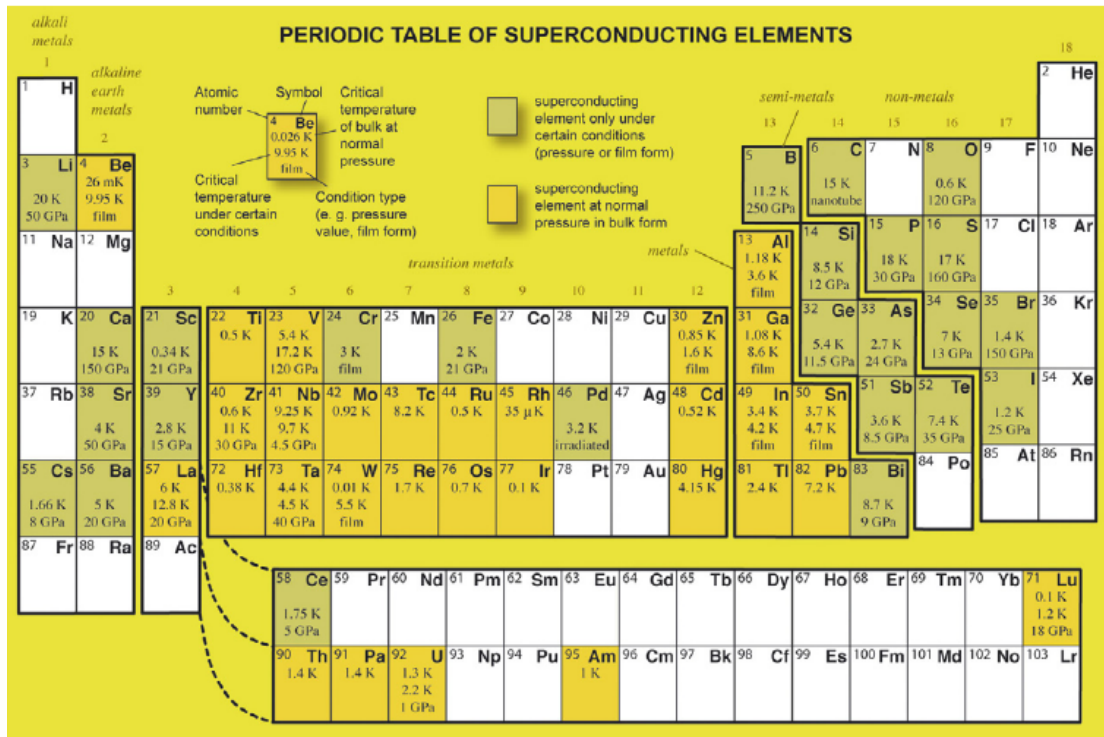 PERIODIC TABLE OF SUPERCONDUCTING ELEMENTS
alkali
metals
1
alkaline
earth
metals
2
Atomic
number
Symbol
Critical
temperature
of bulk at
normal
pressure
4 Be
0.026 K
9.95 K
film
Critical
temperature
under certain
conditions
Condition type
(e. g. pressure
value, film form)
superconducting
element only under
certain conditions
(pressure or film form)
superconducting
element at normal
pressure in bulk form
semi-metals
non-metals
metals
transition metals
18
13 14 15 16 17
3 4 5 6 7 8 9 10 11 12
1 H
2 He
3 Li
20 K
50 GPa
4 Be
26 mK
9.95 K
film
5 B
11.2 K
250 GPa
6 C
15 K
nanotube
7 N
8 O
0.6 K
120 GPa
9 F
10 Ne
11 Na
12 Mg
13 Al
1.18 K
3.6 K
film
14 Si
8.5 K
12 GPa
15 P
18 K
30 GPa
16 S
17 K
160 GPa
17 Cl
18 Ar
19 K
20 Ca
15 K
150 GPa
21 Sc
0.34 K
21 GPa
22 Ti
0.5 K
23 V
5.4 K
17.2 K
120 GPa
24 Cr
3 K
film
25 Mn
26 Fe
2 K
21 GPa
27 Co
28 Ni
29 Cu
30 Zn
0.85 K
1.6 K
film
31 Ga
1.08 K
8.6 K
film
32 Ge
5.4 K
11.5 GPa
33 As
2.7 K
24 GPa
34 Se
7 K
13 GPa
35 Br
1.4 K
150 GPa
36 Kr
37 Rb
38 Sr
4 K
50 GPa
39 Y
2.8 K
15 GPa
40 Zr
0.6 K
11 K
30 GPa
41 Nb
9.25 K
9.7 K
4.5 GPa
42 Mo
0.92 K
43 Tc
8.2 K
44 Ru
0.5 K
45 Rh
35 µK
46 Pd
3.2 K
irradiated
47 Ag
48 Cd
0.52 K
49 In
3.4 K
4.2 K
film
50 Sn
3.7 K
4.7 K
film
51 Sb
3.6 K
8.5 GPa
52 Te
7.4 K
35 GPa
53 I
1.2 K
25 GPa
54 Xe
55 Cs
1.66 K
8 GPa
56 Ba
5 K
20 GPa
57 La
6 K
12.8 K
20 GPa
72 Hf
0.38 K
73 Ta
4.4 K
4.5 K
40 GPa
74 W
0.01 K
5.5 K
film
75 Re
1.7 K
76 Os
0.7 K
77 Ir
0.1 K
78 Pt
79 Au
80 Hg
4.15 K
81 Tl
2.4 K
82 Pb
7.2 K
83 Bi
8.7 K
9 GPa
84 Po
85 At
86 Rn
87 Fr
88 Ra
89 Ac
58 Ce
1.75 K
5 GPa
59 Pr
60 Nd
61 Pm
62 Sm
63 Eu
64 Gd
65 Tb
66 Dy
67 Ho
68 Er
69 Tm
70 Yb
71 Lu
0.1 K
1.2 K
18 GPa
90 Th
1.4 K
91 Pa
1.4 K
92 U
1.3 K
2.2 K
1 GPa
93 Np
94 Pu
95 Am
1 K
96 Cm
97 Bk
98 Cf
99 Es
100 Fm
101 Md
102 No
103 Lr